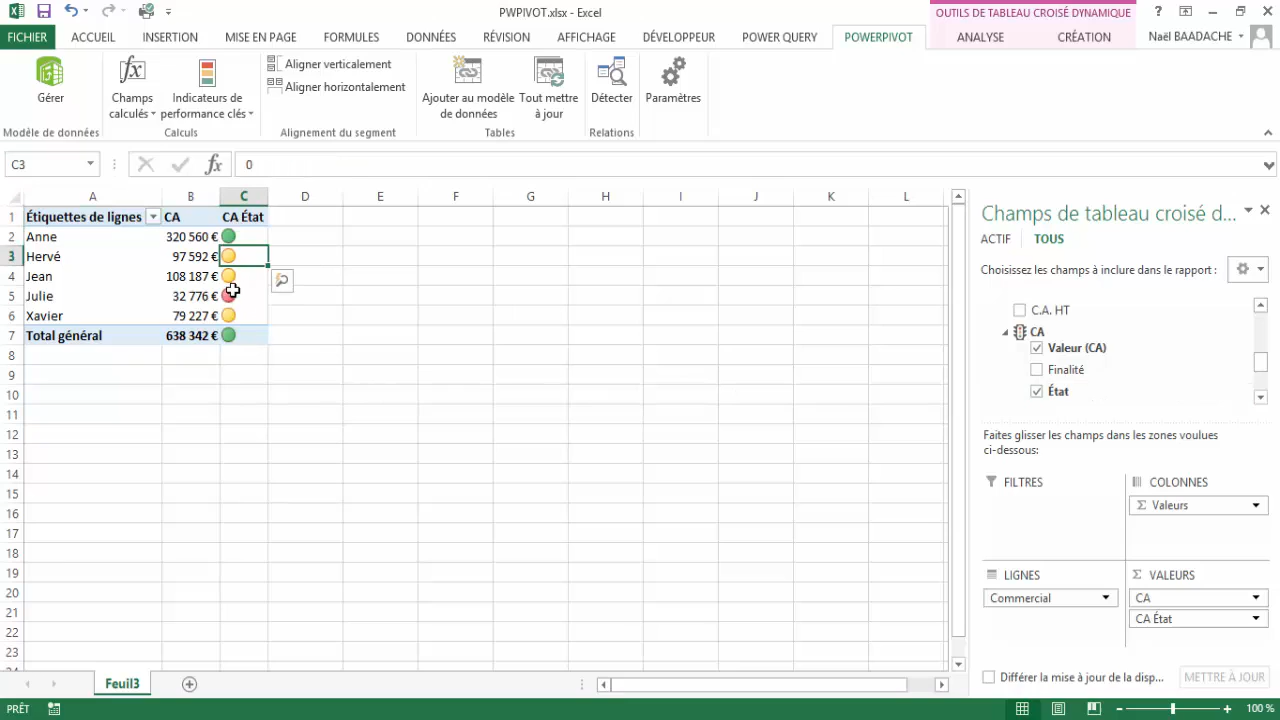 PWPIVOT.xlsx - Excel
OUTILS DE TABLEAU CROISÉ DYNAMIQUE
FICHIER ACCUEIL INSERTION MISE EN PAGE FORMULES DONNÉES RÉVISION AFFICHAGE DÉVELOPPEUR POWER QUERY POWERPIVOT ANALYSE CRÉATION Naël BAADACHE
Gérer
Modèle de données
Champs
calculés
Indicateurs de
performance clés
Calculs
Aligner verticalement
Aligner horizontalement
Alignement du segment
Ajouter au modèle
de données
Tout mettre
à jour
Tables
Détecter
Relations
Paramètres
C3 fx 0
A B C D E F G H I J K L
1 Étiquettes de lignes CA CA État
2 Anne 320 560 €
3 Hervé 97 592 €
4 Jean 108 187 €
5 Julie 32 776 €
6 Xavier 79 227 €
7 Total général 638 342 €
8
9
10
11
12
13
14
15
16
17
18
19
20
21
22
23
Champs de tableau croisé d...
ACTIF TOUS
Choisissez les champs à inclure dans le rapport :
C.A. HT
CA
Valeur (CA)
Finalité
État
Faites glisser les champs dans les zones voulues
ci-dessous:
FILTRES
COLONNES
Σ Valeurs
LIGNES
Commercial
Σ VALEURS
CA
CA État
Différer la mise à jour de la disp... METTRE À JOUR
Feuil3
PRÊT
100 %